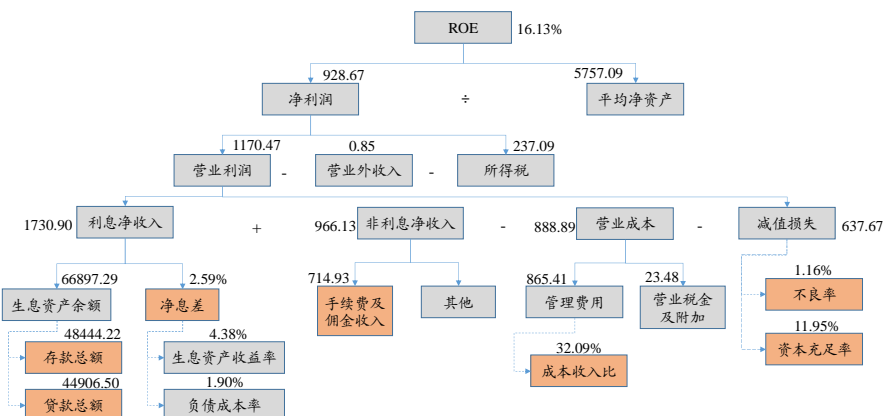 ROE 16.13%
928.67 5757.09
净利润 ÷ 平均净资产
1170.47 0.85 237.09
营业利润 - 营业外收入 - 所得税
1730.90 利息净收入 + 966.13 非利息净收入 - 888.89 营业成本 - 减值损失 637.67
66897.29 2.59% 714.93 865.41 23.48 1.16%
生息资产余额 净息差 手续费及 其他 管理费用 营业税金 不良率
佣金收入 及附加
48444.22 4.38% 32.09% 11.95%
存款总额 生息资产收益率 成本收入比 资本充足率
44906.50 1.90%
贷款总额 负债成本率